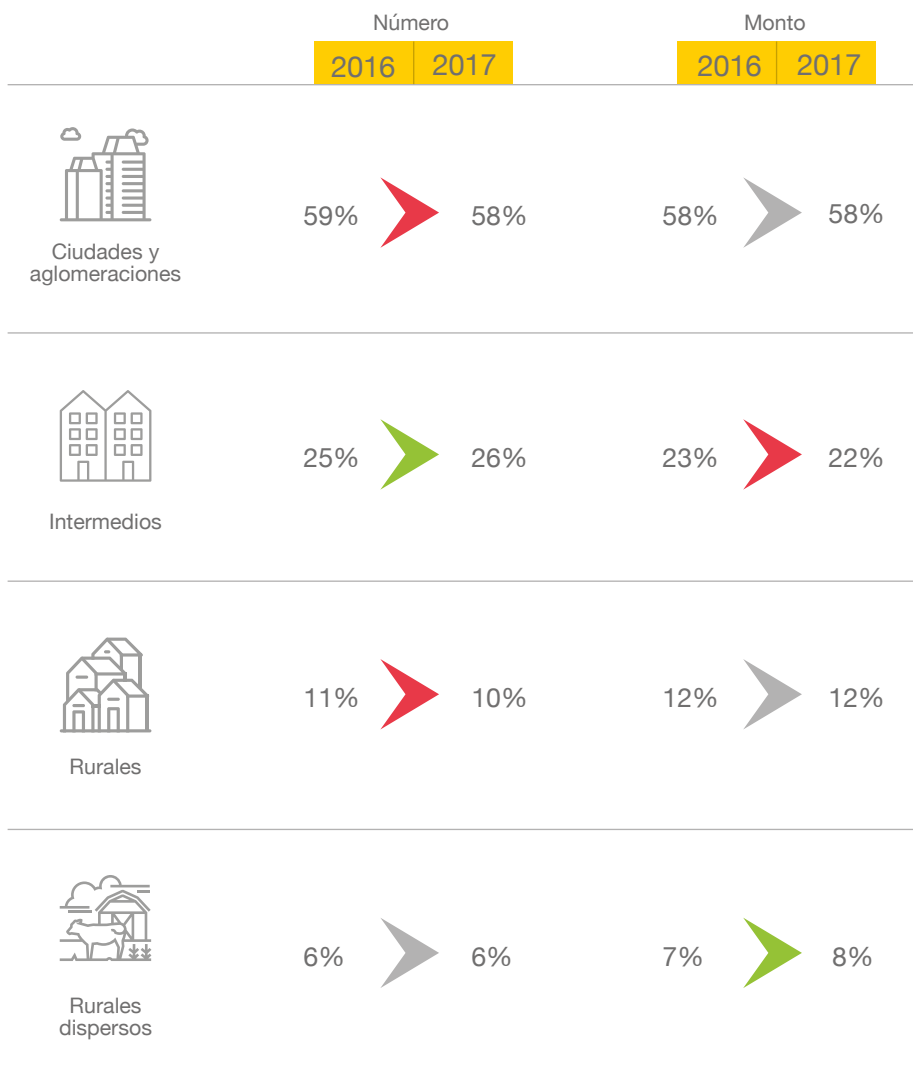 Número Monto
2016 2017 2016 2017
59% 58% 58% 58%
Ciudades y
aglomeraciones
25% 26% 23% 22%
Intermedios
11% 10% 12% 12%
Rurales
6% 6% 7% 8%
Rurales
dispersos